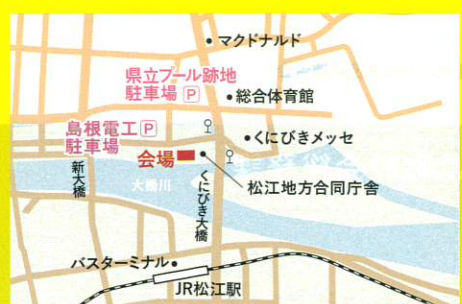 マクドナルド
県立プール跡地
駐車場 P
総合体育館
島根電工 P
駐車場
くにびきメッセ
会場
新大橋
大橋川
くにびき大橋
松江地方合同庁舎
バスターミナル
JR松江駅